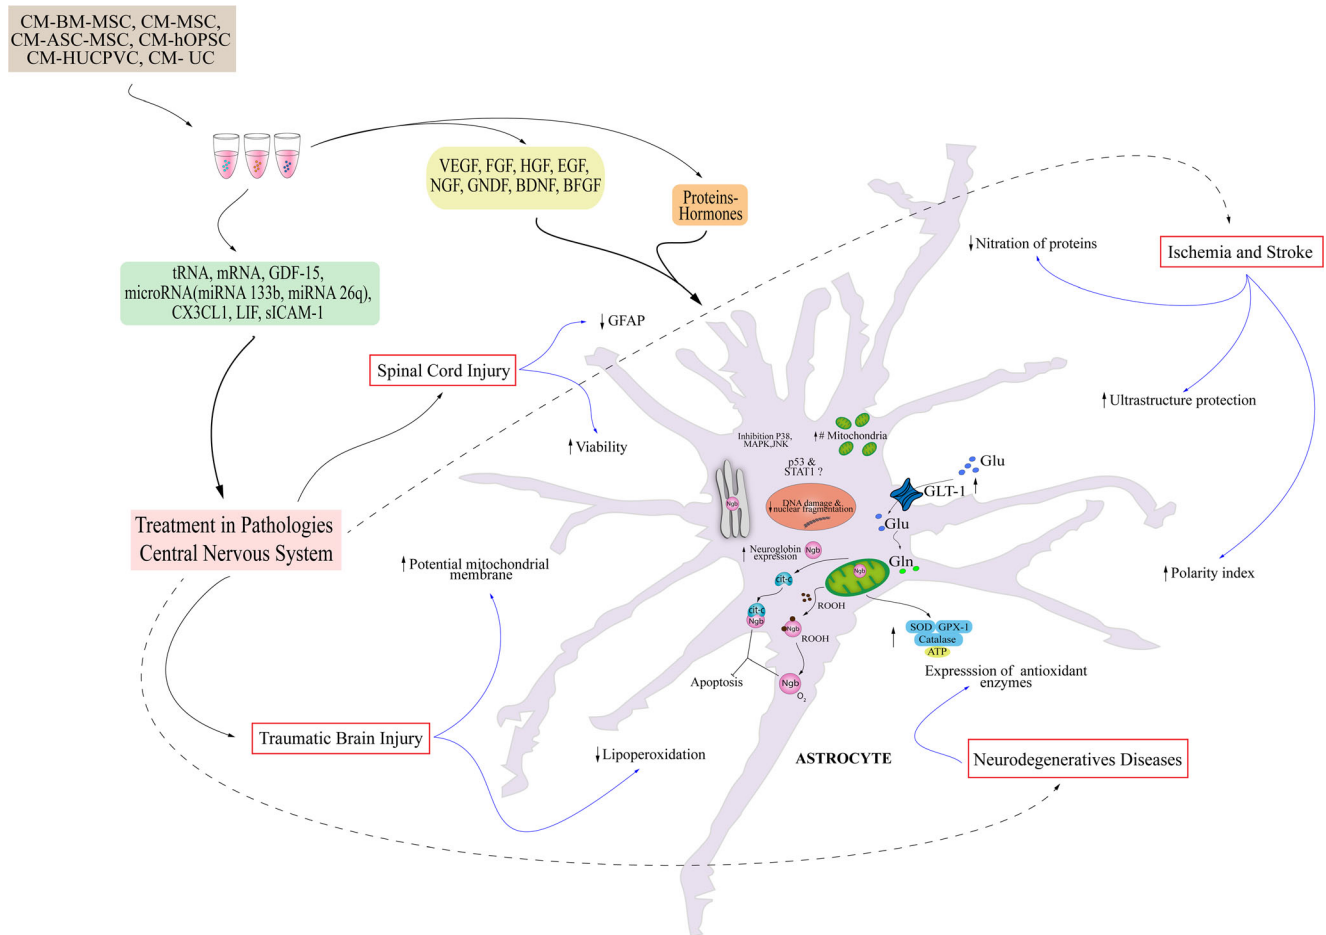 CM-BM-MSC, CM-MSC,
CM-ASC-MSC, CM-hOPSC
CM-HUCPVC, CM- UC
VEGF, FGF, HGF, EGF,
NGF, GNDF, BDNF, BFGF
Proteins-
Hormones
tRNA, mRNA, GDF-15,
microRNA(miRNA 133b, miRNA 26q),
CX3CL1, LIF, sICAM-1
Ischemia and Stroke
↓ Nitration of proteins
↑ Ultrastructure protection
↑ Polarity index
Spinal Cord Injury
↓ GFAP
↑ Viability
Treatment in Pathologies
Central Nervous System
↑ Potential mitochondrial
membrane
Traumatic Brain Injury
↓ Lipoperoxidation
Inhibition P38,
MAPK,JNK
↑ # Mitochondria
p53 &
STAT1 ?
Ngb
DNA damage &
↓ nuclear fragmentation
Glu
GLT-1 ↑
Glu
Gln
↑ Neuroglobin
expression
Ngb
Ngb
cit-c
cit-c
Ngb
ROOH
Ngb
ROOH
Apoptosis
Ngb
O2
↑ SOD GPX-1
Catalase
ATP
Expresssion of antioxidant
enzymes
ASTROCYTE
Neurodegeneratives Diseases